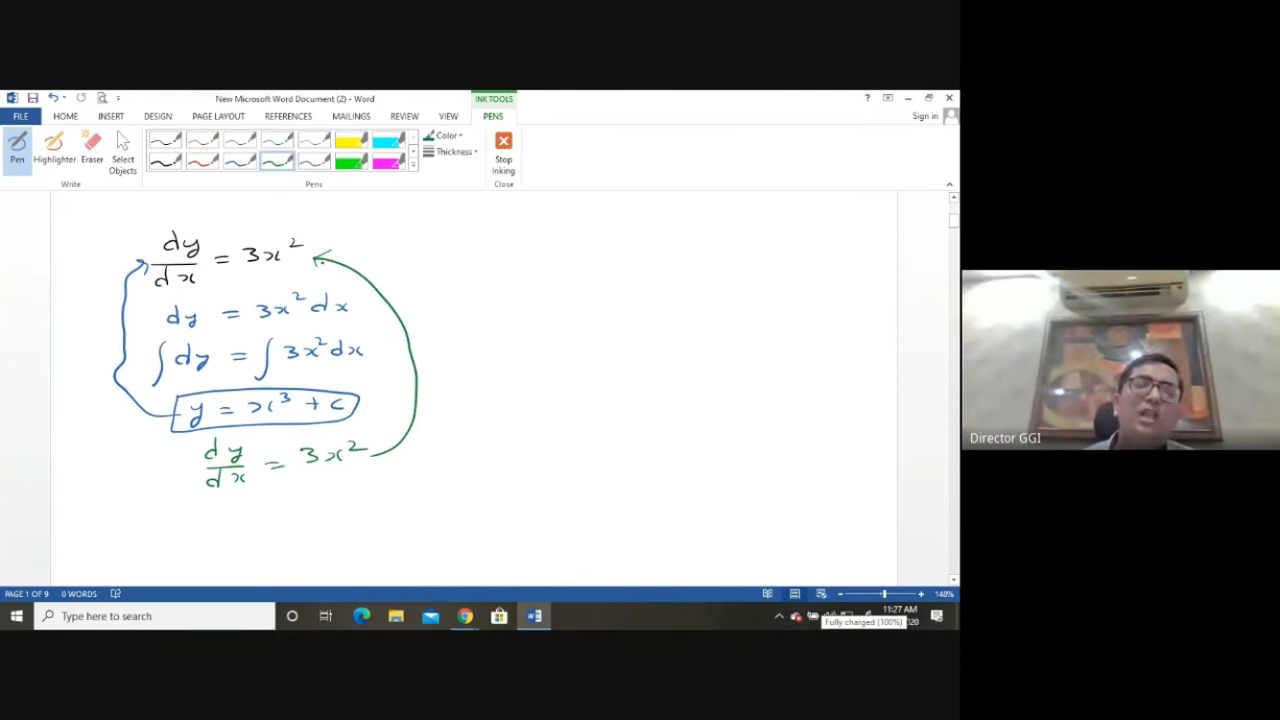 New Microsoft Word Document (2) - Word
INK TOOLS
?
FILE HOME INSERT DESIGN PAGE LAYOUT REFERENCES MAILINGS REVIEW VIEW PENS
Sign in
Pen Highlighter Eraser Select Objects
Color
Thickness
Stop Inking
Write Pens Close
dy/dx = 3x²
dy = 3x² dx
∫ dy = ∫ 3x² dx
y = x³ + c
dy/dx = 3x²
Director GGI
PAGE 1 OF 9 0 WORDS
148%
Type here to search
11:27 AM
Fully charged (100%)